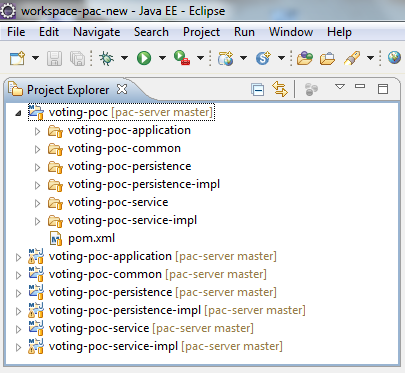 workspace-pac-new - Java EE - Eclipse
File Edit Navigate Search Project Run Window Help
Project Explorer
voting-poc [pac-server master]
voting-poc-application
voting-poc-common
voting-poc-persistence
voting-poc-persistence-impl
voting-poc-service
voting-poc-service-impl
pom.xml
voting-poc-application [pac-server master]
voting-poc-common [pac-server master]
voting-poc-persistence [pac-server master]
voting-poc-persistence-impl [pac-server master]
voting-poc-service [pac-server master]
voting-poc-service-impl [pac-server master]